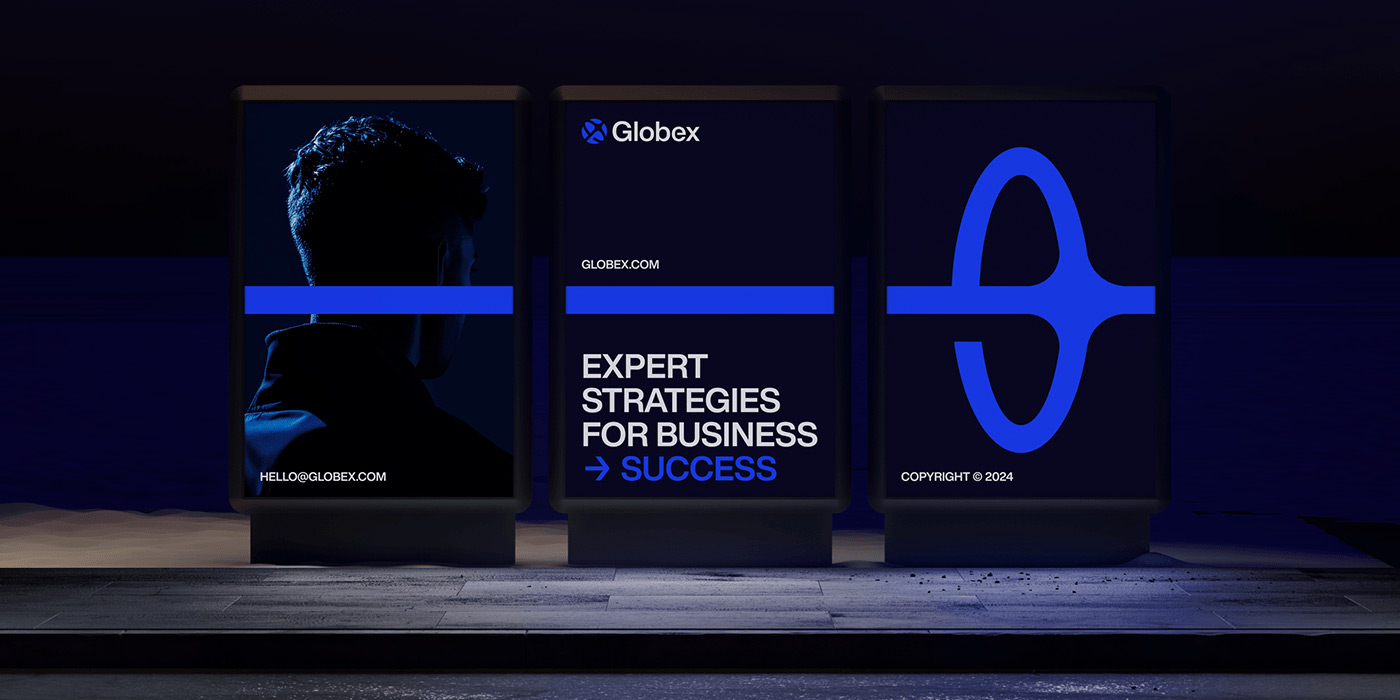 HELLO@GLOBEX.COM
Globex
GLOBEX.COM
EXPERT
STRATEGIES
FOR BUSINESS
→ SUCCESS
COPYRIGHT © 2024